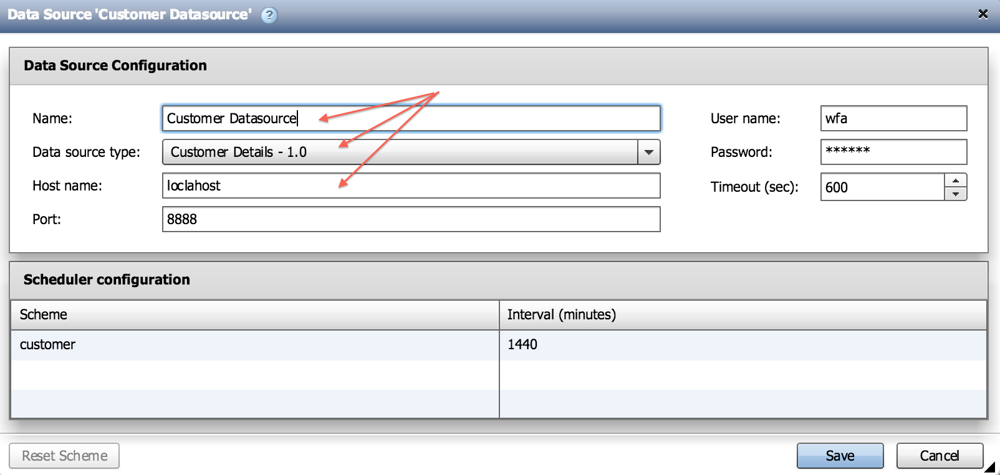 Data Source 'Customer Datasource' ?
Data Source Configuration
Name: Customer Datasource
User name: wfa
Data source type: Customer Details - 1.0
Password: ******
Host name: loclahost
Timeout (sec): 600
Port: 8888
Scheduler configuration
Scheme Interval (minutes)
customer 1440
Reset Scheme Save Cancel